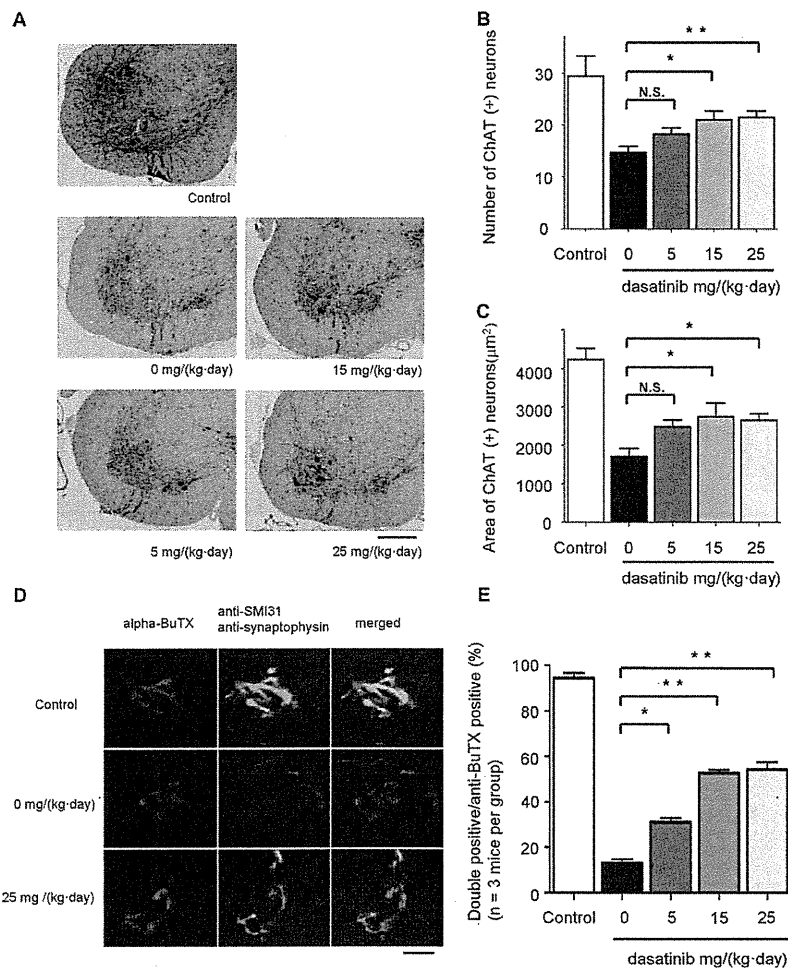 A
Control
0 mg/(kg·day)
15 mg/(kg·day)
5 mg/(kg·day)
25 mg/(kg·day)
B
Number of ChAT (+) neurons
30
20
10
0
* *
*
N.S.
Control
0
5
15
25
dasatinib mg/(kg·day)
C
Area of ChAT (+) neurons(μm²)
4000
3000
2000
1000
0
*
*
N.S.
Control
0
5
15
25
dasatinib mg/(kg·day)
D
alpha-BuTX
anti-SMI31
anti-synaptophysin
merged
Control
0 mg/(kg·day)
25 mg /(kg·day)
E
Double positive/anti-BuTX positive (%)
(n = 3 mice per group)
100
80
60
40
20
0
* *
* *
*
Control
0
5
15
25
dasatinib mg/(kg·day)